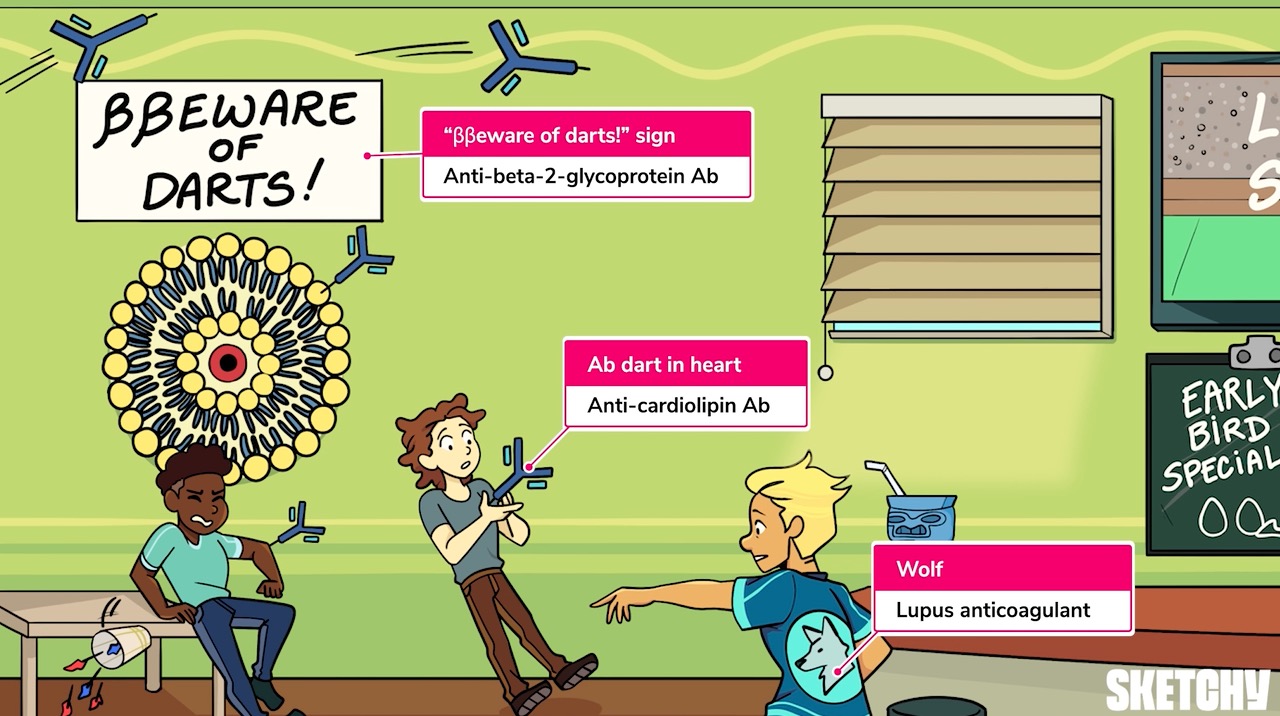 ββEWARE
OF
DARTS!
“ββeware of darts!” sign
Anti-beta-2-glycoprotein Ab
Ab dart in heart
Anti-cardiolipin Ab
Wolf
Lupus anticoagulant
L
S
EARLY
BIRD
SPECIAL
SKETCHY